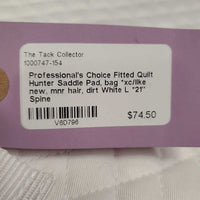 The Tack Collector
1000747-154
Professional's Choice Fitted Quilt
Hunter Saddle Pad, bag *xc/like
new, mnr hair, dirt White L *21"
Spine
$74.50
V6D796